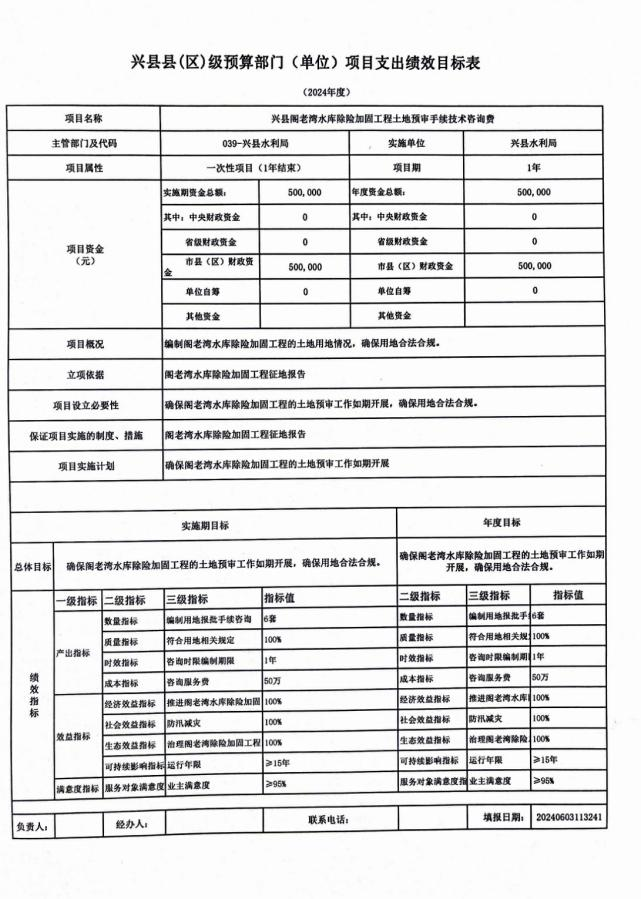 兴县县(区)级预算部门（单位）项目支出绩效目标表
（2024年度）
项目名称 兴县阁老湾水库除险加固工程土地预审手续技术咨询费
主管部门及代码 039-兴县水利局 实施单位 兴县水利局
项目属性 一次性项目（1年结束） 项目期 1年
项目资金
（元）
实施期资金总额： 500,000 年度资金总额： 500,000
其中：中央财政资金 0 其中：中央财政资金 0
省级财政资金 0 省级财政资金 0
市县（区）财政资金 500,000 市县（区）财政资金 500,000
单位自筹 0 单位自筹 0
其他资金 其他资金
项目概况 编制阁老湾水库除险加固工程的土地用地情况，确保用地合法合规。
立项依据 阁老湾水库除险加固工程征地报告
项目设立必要性 确保阁老湾水库除险加固工程的土地预审工作如期开展，确保用地合法合规。
保证项目实施的制度、措施 阁老湾水库除险加固工程征地报告
项目实施计划 确保阁老湾水库除险加固工程的土地预审工作如期开展
实施期目标 年度目标
总体目标 确保阁老湾水库除险加固工程的土地预审工作如期开展，确保用地合法合规。 确保阁老湾水库除险加固工程的土地预审工作如期
开展，确保用地合法合规。
绩效指标
一级指标 二级指标 三级指标 指标值 二级指标 三级指标 指标值
产出指标
数量指标 编制用地报批手续咨询 6套 数量指标 编制用地报批手 6套
质量指标 符合用地相关规定 100% 质量指标 符合用地相关规 100%
时效指标 咨询时限编制期限 1年 时效指标 咨询时限编制期 1年
成本指标 咨询服务费 50万 成本指标 咨询服务费 50万
效益指标
经济效益指标 推进阁老湾水库除险加固 100% 经济效益指标 推进阁老湾水库 100%
社会效益指标 防汛减灾 100% 社会效益指标 防汛减灾 100%
生态效益指标 治理阁老湾除险加固工程 100% 生态效益指标 治理阁老湾除险 100%
可持续影响指标 运行年限 ≥15年 可持续影响指标 运行年限 ≥15年
满意度指标 服务对象满意度 业主满意度 ≥95% 服务对象满意度指 业主满意度 ≥95%
负责人： 经办人： 联系电话： 填报日期： 20240603113241